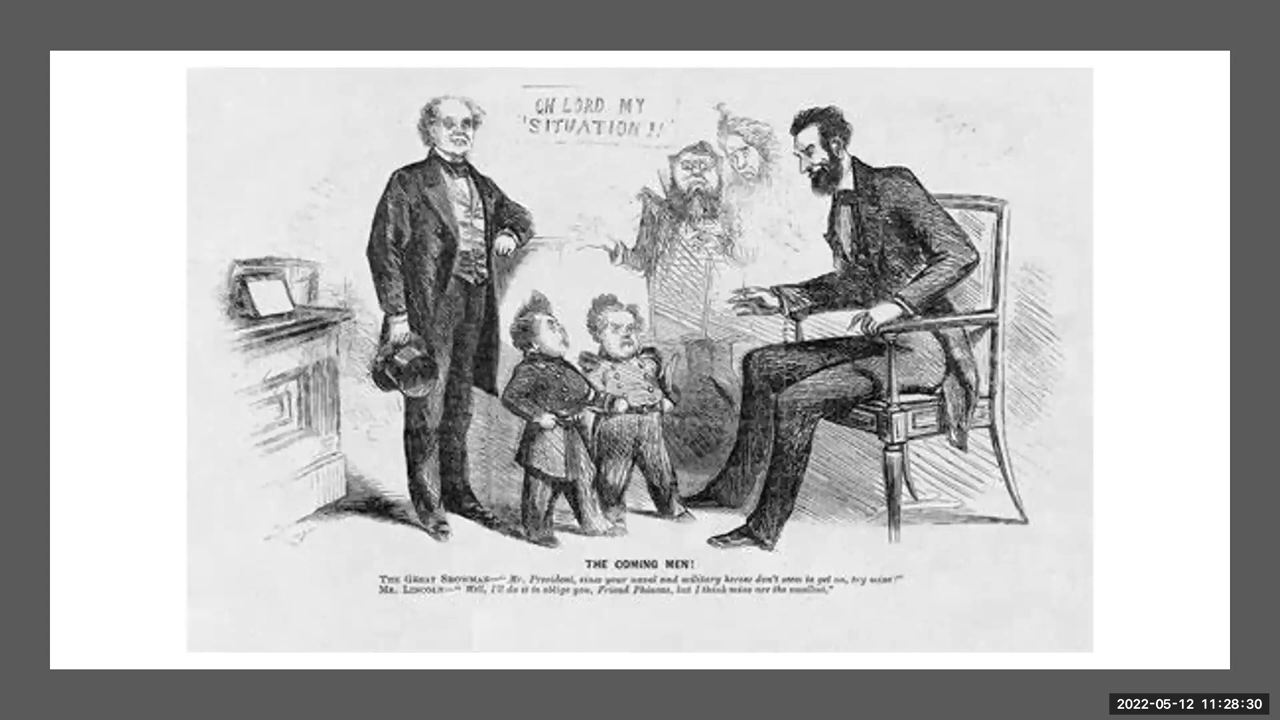 OH LORD MY
"SITUATION!!"
THE COMING MEN!
THE GREAT SHOWMAN—"Mr. President, since your naval and military heroes don't seem to get on, try mine!"
MR. LINCOLN—"Well, I'll do it to oblige you, Friend Phineas, but I think mine are the smallest."
2022-05-12 11:28:30